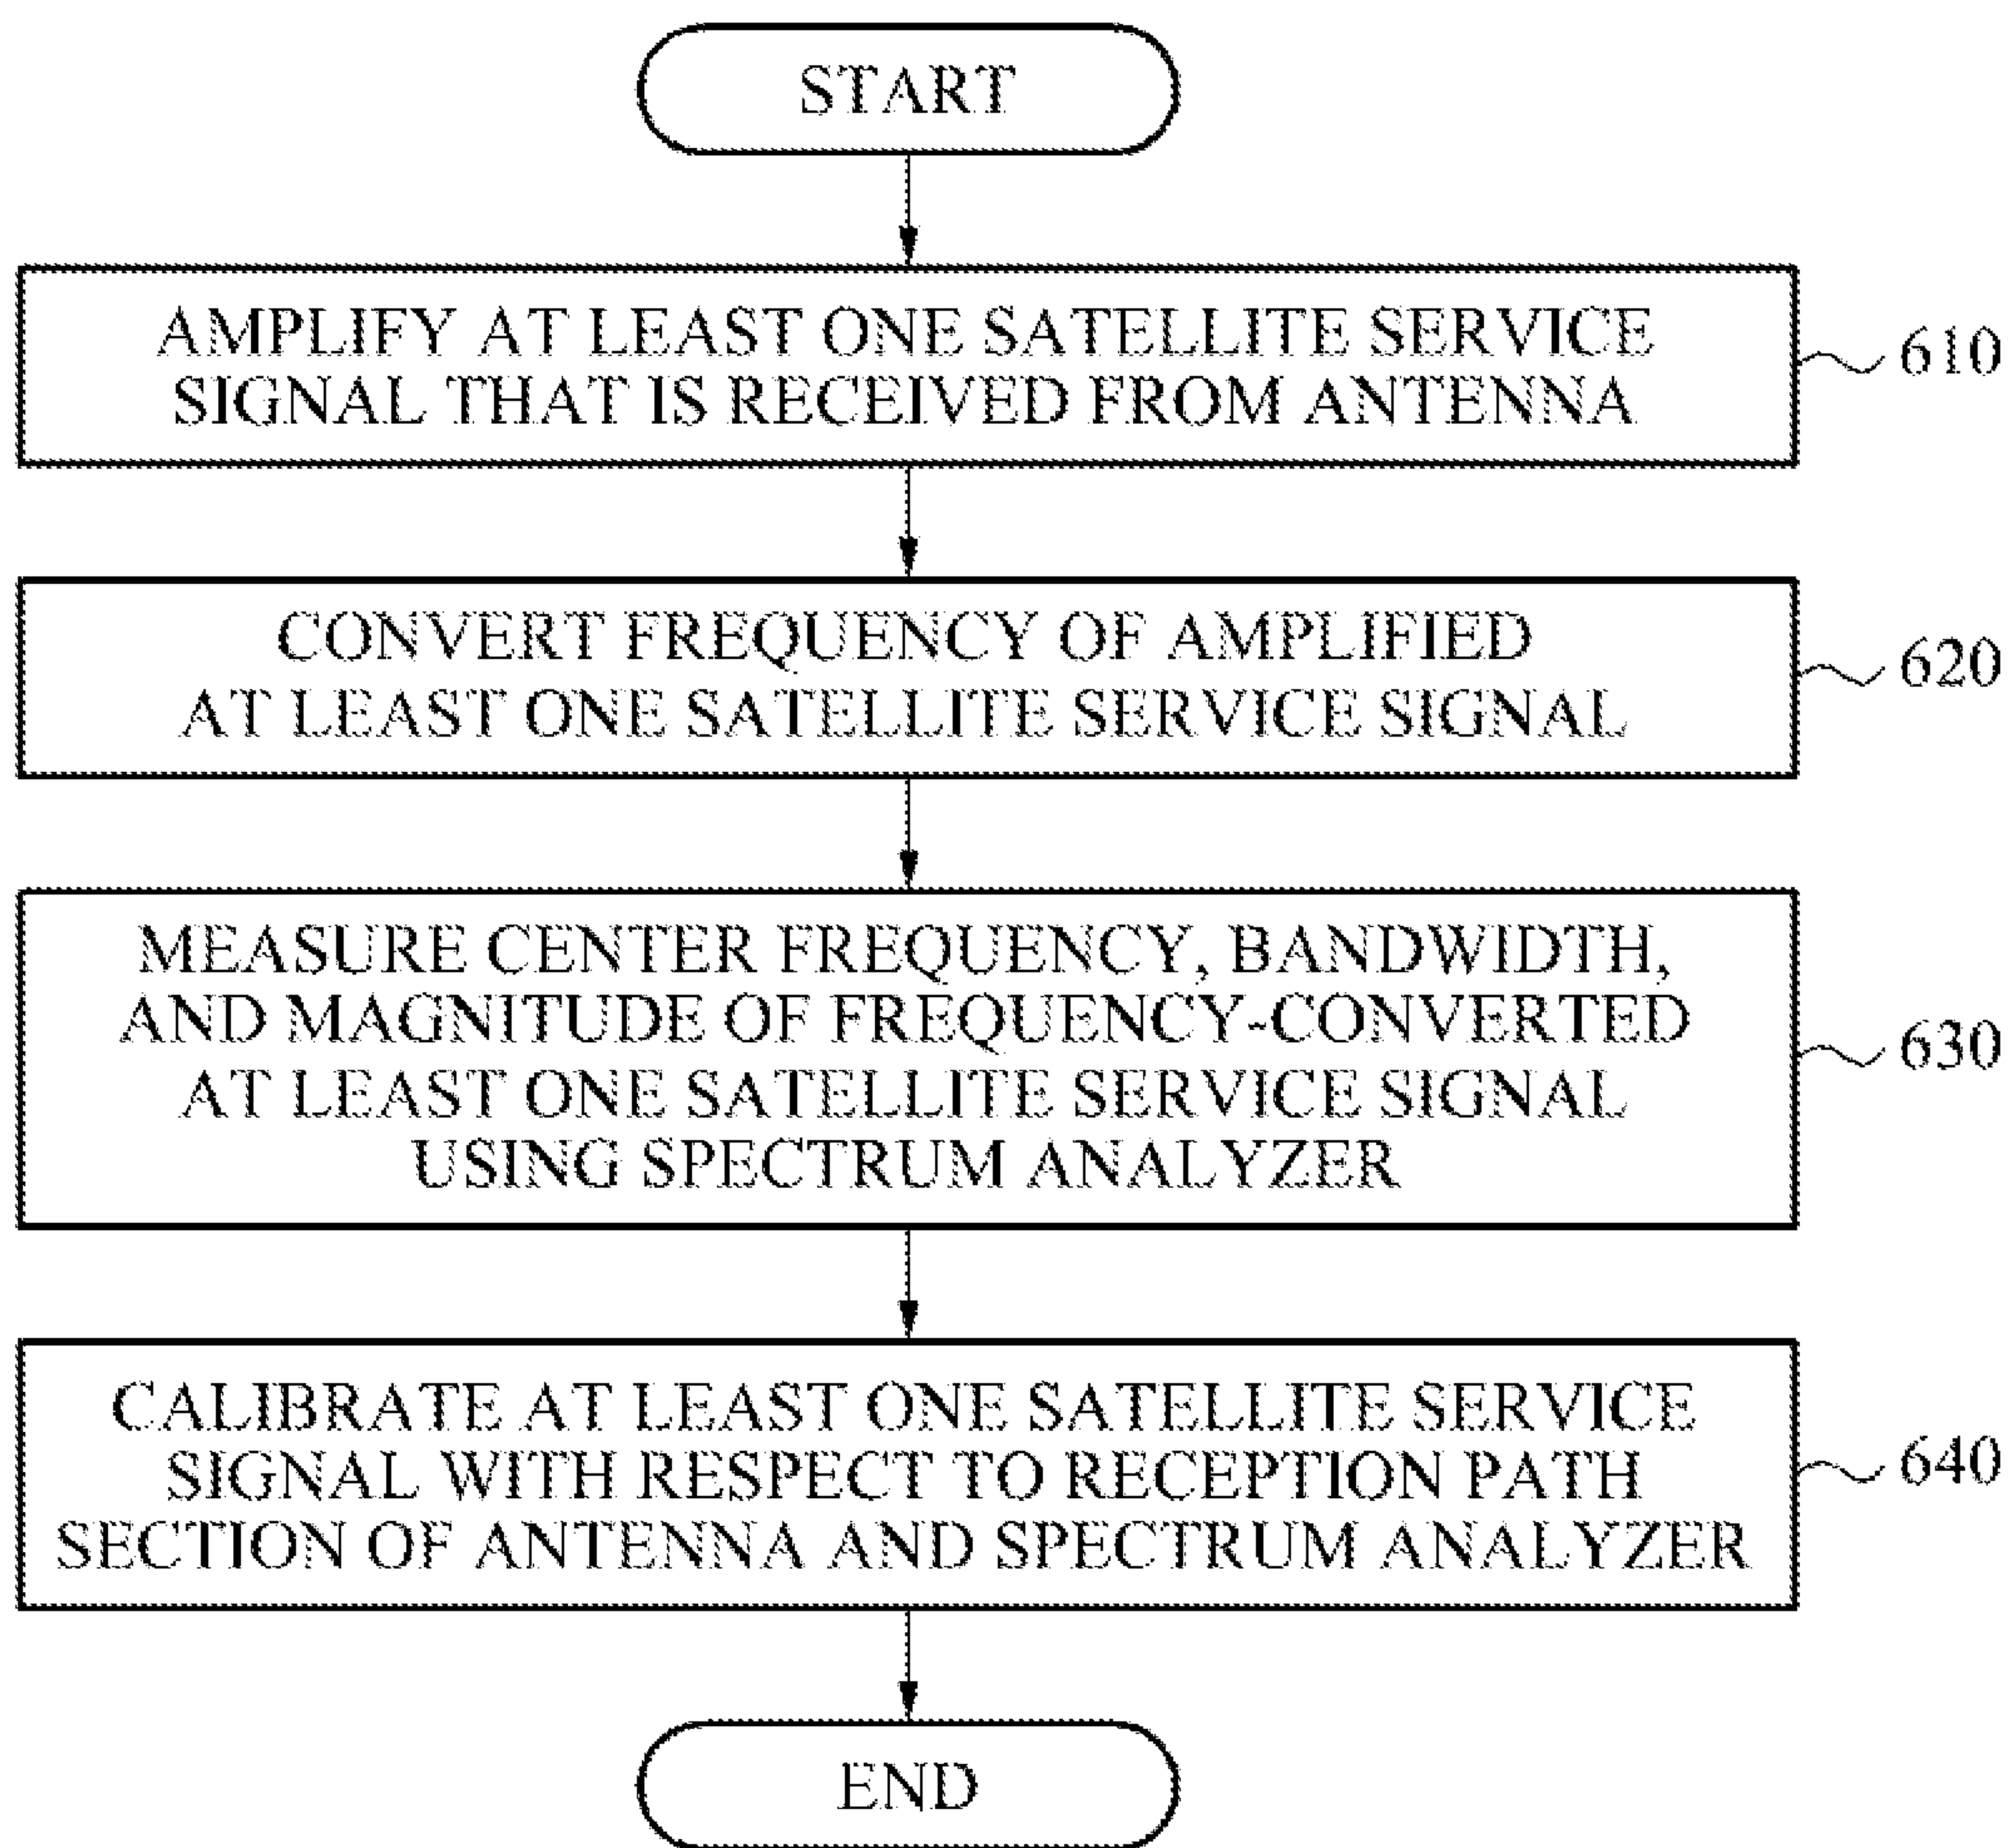 START
AMPLIFY AT LEAST ONE SATELLITE SERVICE
SIGNAL THAT IS RECEIVED FROM ANTENNA
610
CONVERT FREQUENCY OF AMPLIFIED
AT LEAST ONE SATELLITE SERVICE SIGNAL
620
MEASURE CENTER FREQUENCY, BANDWIDTH,
AND MAGNITUDE OF FREQUENCY-CONVERTED
AT LEAST ONE SATELLITE SERVICE SIGNAL
USING SPECTRUM ANALYZER
630
CALIBRATE AT LEAST ONE SATELLITE SERVICE
SIGNAL WITH RESPECT TO RECEPTION PATH
SECTION OF ANTENNA AND SPECTRUM ANALYZER
640
END